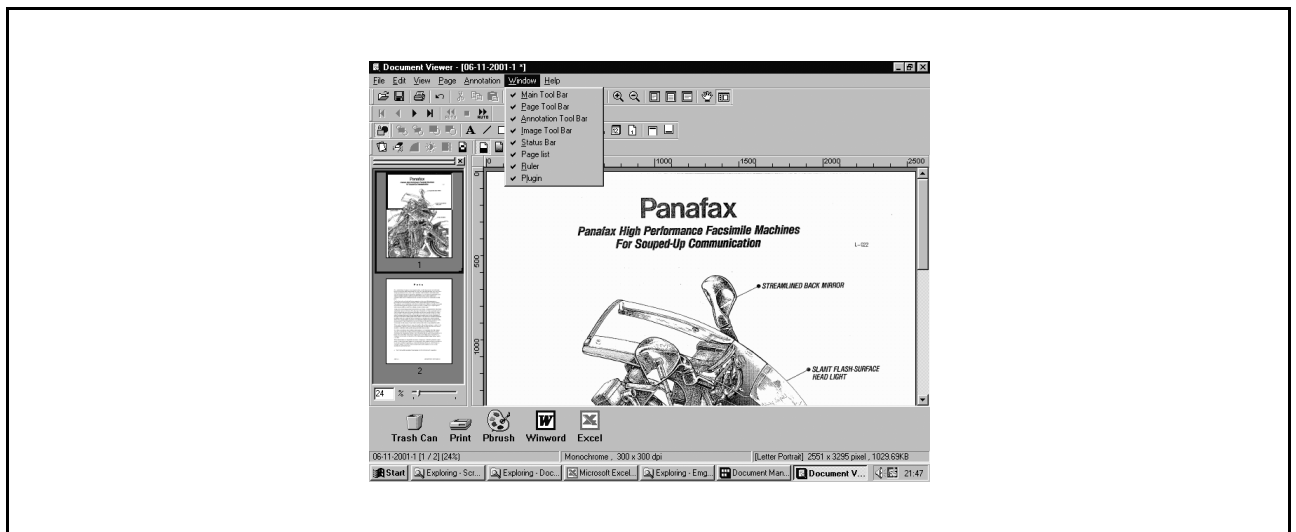 Document Viewer - [06-11-2001-1 *]
File Edit View Page Annotation Window Help
Main Tool Bar
Page Tool Bar
Annotation Tool Bar
Image Tool Bar
Status Bar
Page list
Ruler
Plugin
0 1000 1500 2000 2500
0
500
1000
1
2
24 %
Panafax
Panafax High Performance Facsimile Machines
For Souped-Up Communication
STREAMLINED BACK MIRROR
SLANT FLASH-SURFACE
HEAD LIGHT
Trash Can Print Pbrush Winword Excel
06-11-2001-1 [1 / 2] (24%) Monochrome , 300 x 300 dpi [Letter Portrait] 2551 x 3295 pixel , 1029.69KB
Start Exploring - Scr... Exploring - Doc... Microsoft Excel... Exploring - Emg... Document Man... Document V... 21:47